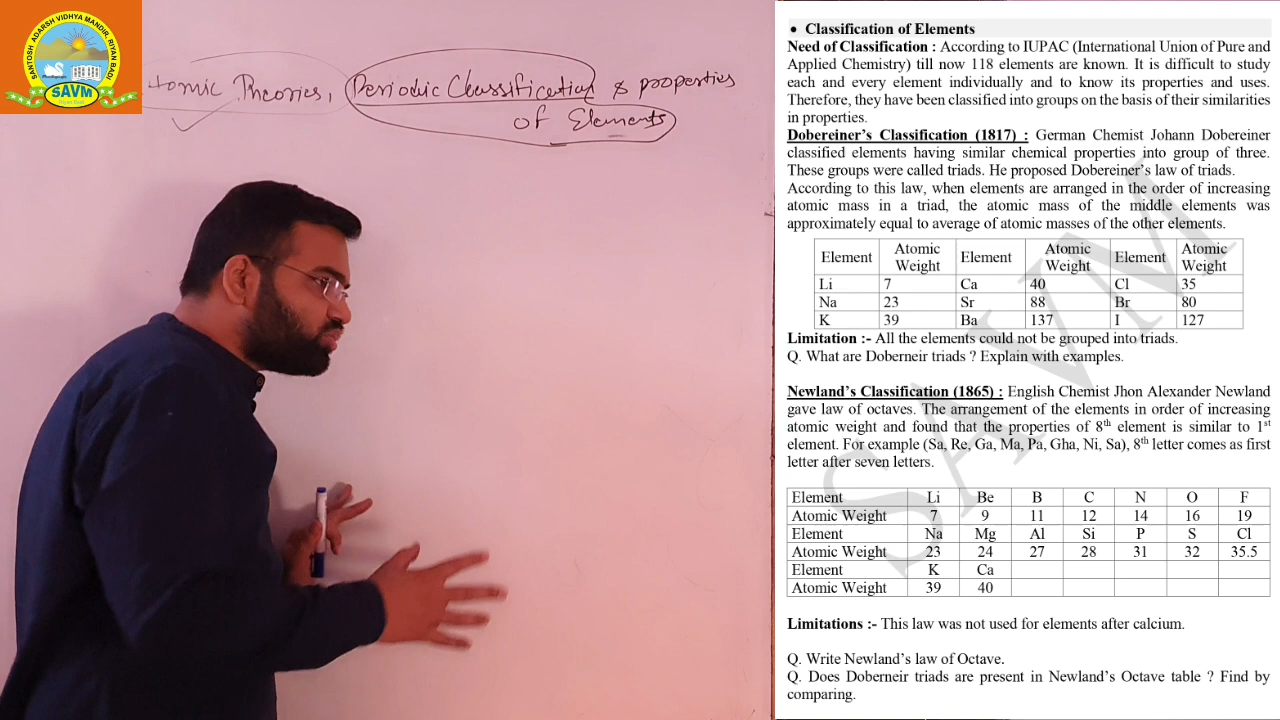 SANTOSH ADARSH VIDHYA MANDIR, RIYAN BADI
SAVM
Atomic Theories, Periodic Classification & properties
of Elements
• Classification of Elements
Need of Classification : According to IUPAC (International Union of Pure and
Applied Chemistry) till now 118 elements are known. It is difficult to study
each and every element individually and to know its properties and uses.
Therefore, they have been classified into groups on the basis of their similarities
in properties.
Dobereiner's Classification (1817) : German Chemist Johann Dobereiner
classified elements having similar chemical properties into group of three.
These groups were called triads. He proposed Dobereiner's law of triads.
According to this law, when elements are arranged in the order of increasing
atomic mass in a triad, the atomic mass of the middle elements was
approximately equal to average of atomic masses of the other elements.
Element Atomic Weight Element Atomic Weight Element Atomic Weight
Li 7 Ca 40 Cl 35
Na 23 Sr 88 Br 80
K 39 Ba 137 I 127
Limitation :- All the elements could not be grouped into triads.
Q. What are Doberneir triads ? Explain with examples.
Newland's Classification (1865) : English Chemist Jhon Alexander Newland
gave law of octaves. The arrangement of the elements in order of increasing
atomic weight and found that the properties of 8th element is similar to 1st
element. For example (Sa, Re, Ga, Ma, Pa, Gha, Ni, Sa), 8th letter comes as first
letter after seven letters.
Element Li Be B C N O F
Atomic Weight 7 9 11 12 14 16 19
Element Na Mg Al Si P S Cl
Atomic Weight 23 24 27 28 31 32 35.5
Element K Ca
Atomic Weight 39 40
Limitations :- This law was not used for elements after calcium.
Q. Write Newland's law of Octave.
Q. Does Doberneir triads are present in Newland's Octave table ? Find by
comparing.
SAVM